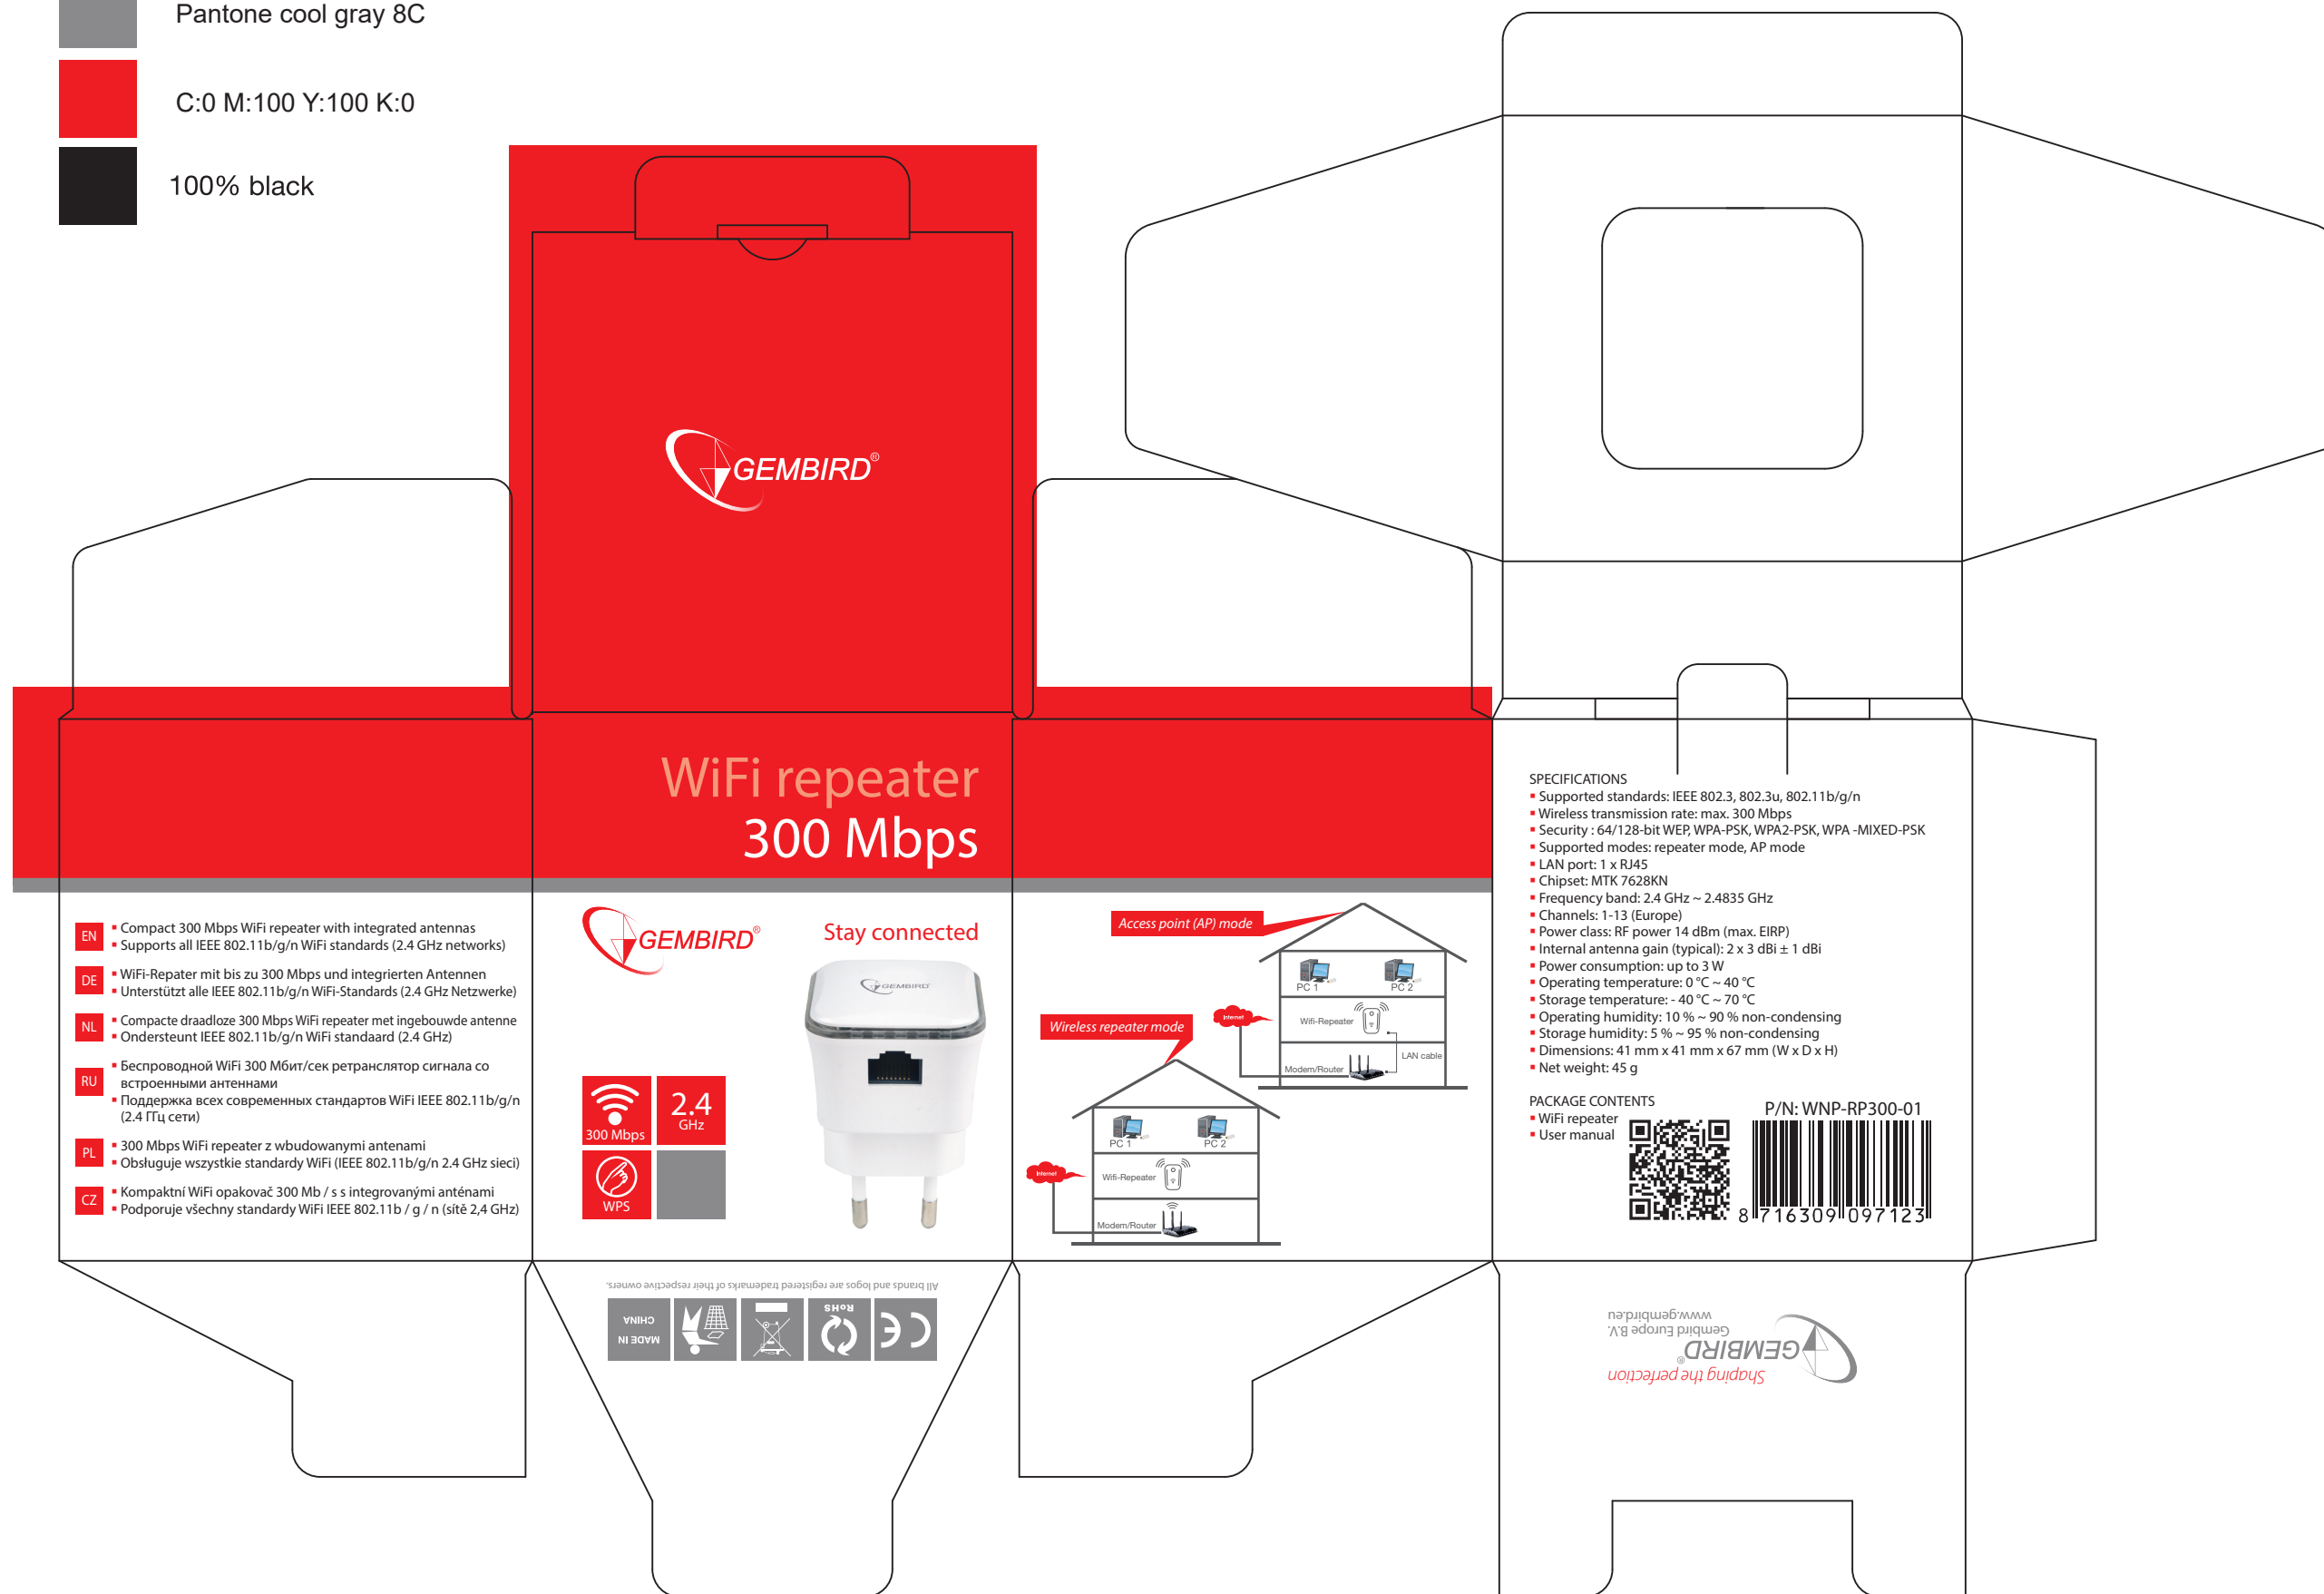 Pantone cool gray 8C
C:0 M:100 Y:100 K:0
100% black
GEMBIRD®
WiFi repeater
300 Mbps
EN
▪ Compact 300 Mbps WiFi repeater with integrated antennas
▪ Supports all IEEE 802.11b/g/n WiFi standards (2.4 GHz networks)
DE
▪ WiFi-Repater mit bis zu 300 Mbps und integrierten Antennen
▪ Unterstützt alle IEEE 802.11b/g/n WiFi-Standards (2.4 GHz Netzwerke)
NL
▪ Compacte draadloze 300 Mbps WiFi repeater met ingebouwde antenne
▪ Ondersteunt IEEE 802.11b/g/n WiFi standaard (2.4 GHz)
RU
▪ Беспроводной WiFi 300 Мбит/сек ретранслятор сигнала со
встроенными антеннами
▪ Поддержка всех современных стандартов WiFi IEEE 802.11b/g/n
(2.4 ГГц сети)
PL
▪ 300 Mbps WiFi repeater z wbudowanymi antenami
▪ Obsługuje wszystkie standardy WiFi (IEEE 802.11b/g/n 2.4 GHz sieci)
CZ
▪ Kompaktní WiFi opakovač 300 Mb / s s integrovanými anténami
▪ Podporuje všechny standardy WiFi IEEE 802.11b / g / n (sítě 2,4 GHz)
GEMBIRD®
Stay connected
GEMBIRD
300 Mbps
2.4
GHz
WPS
Access point (AP) mode
PC 1
PC 2
Internet
Wifi-Repeater
LAN cable
Modem/Router
Wireless repeater mode
PC 1
PC 2
Internet
Wifi-Repeater
Modem/Router
SPECIFICATIONS
▪ Supported standards: IEEE 802.3, 802.3u, 802.11b/g/n
▪ Wireless transmission rate: max. 300 Mbps
▪ Security : 64/128-bit WEP, WPA-PSK, WPA2-PSK, WPA -MIXED-PSK
▪ Supported modes: repeater mode, AP mode
▪ LAN port: 1 x RJ45
▪ Chipset: MTK 7628KN
▪ Frequency band: 2.4 GHz ~ 2.4835 GHz
▪ Channels: 1-13 (Europe)
▪ Power class: RF power 14 dBm (max. EIRP)
▪ Internal antenna gain (typical): 2 x 3 dBi ± 1 dBi
▪ Power consumption: up to 3 W
▪ Operating temperature: 0 °C ~ 40 °C
▪ Storage temperature: - 40 °C ~ 70 °C
▪ Operating humidity: 10 % ~ 90 % non-condensing
▪ Storage humidity: 5 % ~ 95 % non-condensing
▪ Dimensions: 41 mm x 41 mm x 67 mm (W x D x H)
▪ Net weight: 45 g
PACKAGE CONTENTS
▪ WiFi repeater
▪ User manual
P/N: WNP-RP300-01
8 716309 097123
All brands and logos are registered trademarks of their respective owners.
CE
RoHS
MADE IN
CHINA
Shaping the perfection
GEMBIRD®
Gembird Europe B.V.
www.gembird.eu